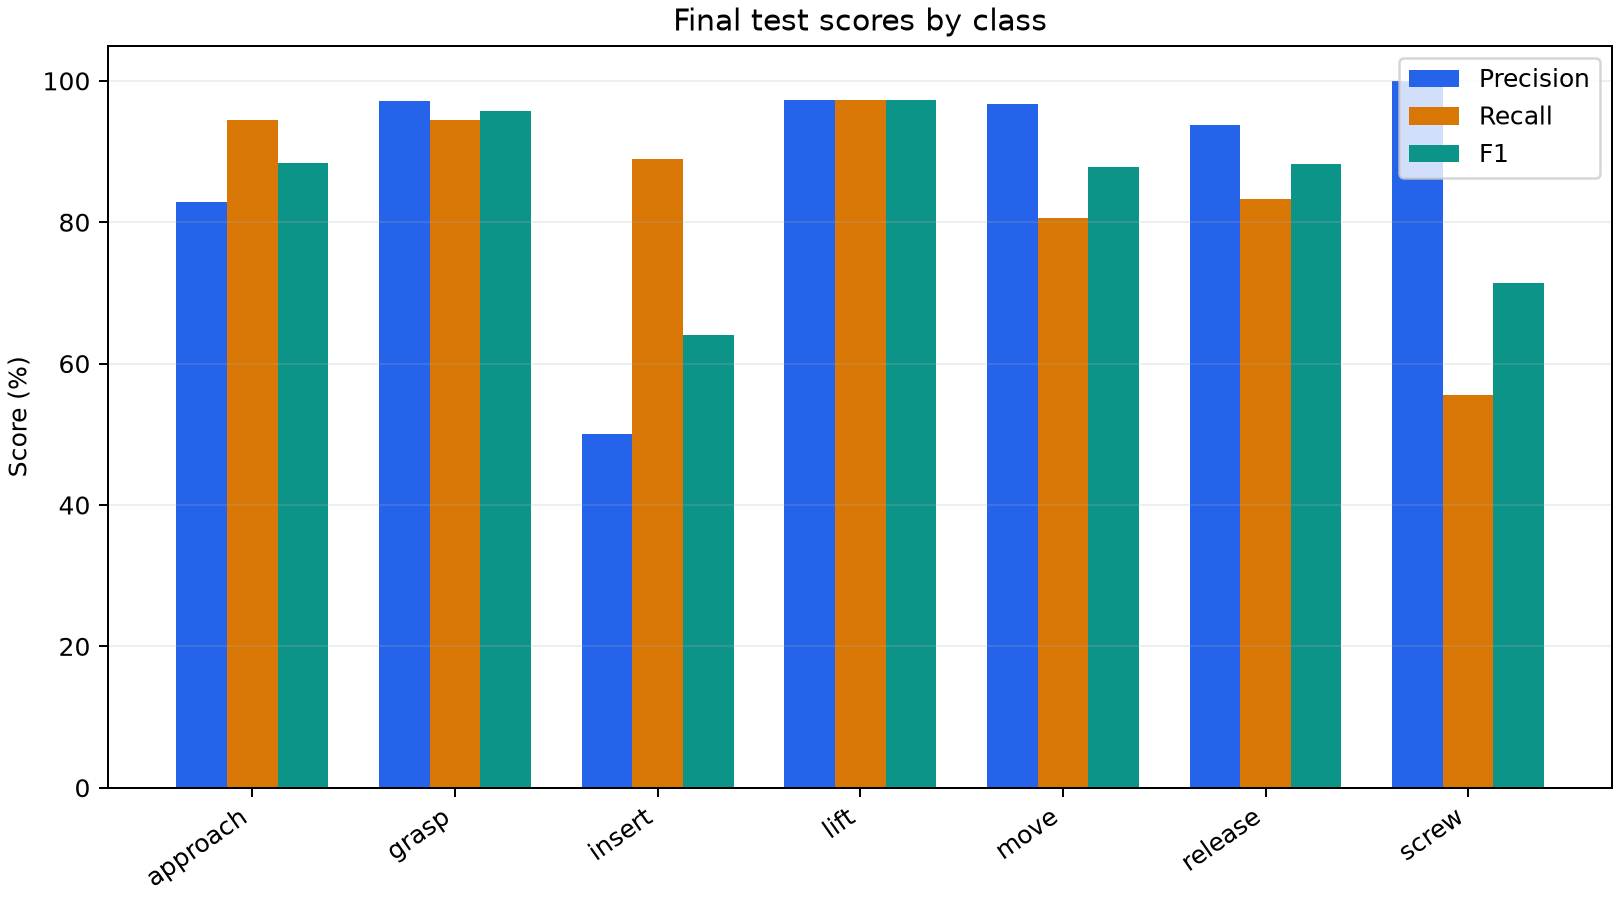 Final test scores by class
Precision
Recall
F1
Score (%)
100
80
60
40
20
0
approach
grasp
insert
lift
move
release
screw